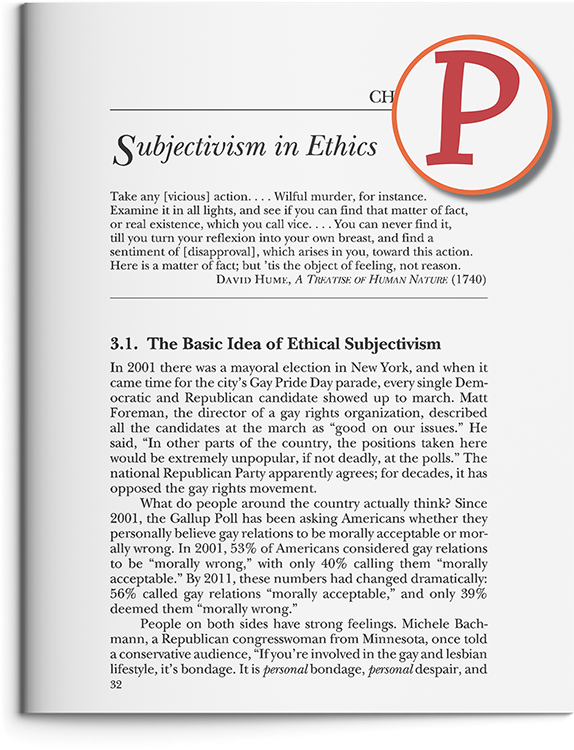 CH
P
Subjectivism in Ethics
Take any [vicious] action. . . . Wilful murder, for instance.
Examine it in all lights, and see if you can find that matter of fact,
or real existence, which you call vice. . . . You can never find it,
till you turn your reflexion into your own breast, and find a
sentiment of [disapproval], which arises in you, toward this action.
Here is a matter of fact; but ’tis the object of feeling, not reason.
DAVID HUME, A TREATISE OF HUMAN NATURE (1740)
3.1. The Basic Idea of Ethical Subjectivism
In 2001 there was a mayoral election in New York, and when it
came time for the city’s Gay Pride Day parade, every single Dem-
ocratic and Republican candidate showed up to march. Matt
Foreman, the director of a gay rights organization, described
all the candidates at the march as “good on our issues.” He
said, “In other parts of the country, the positions taken here
would be extremely unpopular, if not deadly, at the polls.” The
national Republican Party apparently agrees; for decades, it has
opposed the gay rights movement.
What do people around the country actually think? Since
2001, the Gallup Poll has been asking Americans whether they
personally believe gay relations to be morally acceptable or mor-
ally wrong. In 2001, 53% of Americans considered gay relations
to be “morally wrong,” with only 40% calling them “morally
acceptable.” By 2011, these numbers had changed dramatically:
56% called gay relations “morally acceptable,” and only 39%
deemed them “morally wrong.”
People on both sides have strong feelings. Michele Bach-
mann, a Republican congresswoman from Minnesota, once told
a conservative audience, “If you’re involved in the gay and lesbian
lifestyle, it’s bondage. It is personal bondage, personal despair, and
32